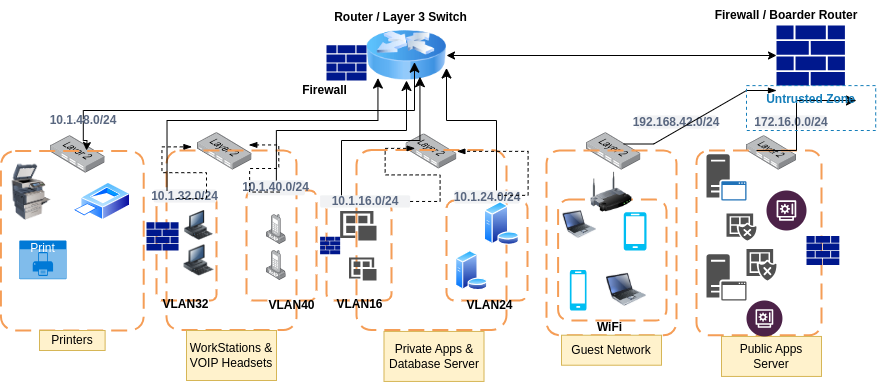 Router / Layer 3 Switch
Firewall / Boarder Router
Firewall
Untrusted Zone
10.1.48.0/24
192.168.42.0/24
172.16.0.0/24
Layer 2
Layer 2
Layer 2
Layer 2
Layer 2
10.1.32.0/24
10.1.40.0/24
10.1.16.0/24
10.1.24.0/24
Print
VLAN32
VLAN40
VLAN16
VLAN24
WiFi
Printers
WorkStations &
VOIP Headsets
Private Apps &
Database Server
Guest Network
Public Apps
Server